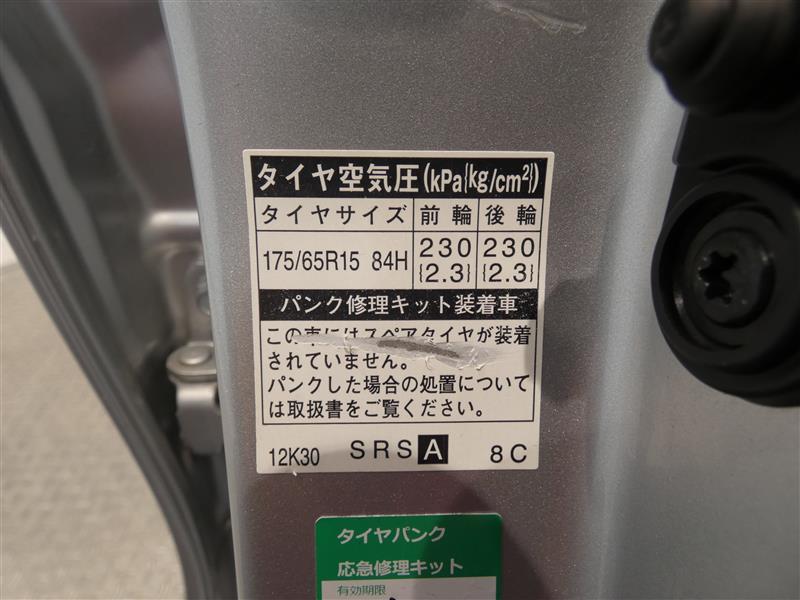 タイヤ空気圧(kPa{kg/cm²})
タイヤサイズ 前輪 後輪
175/65R15 84H 230 {2.3} 230 {2.3}
パンク修理キット装着車
この車にはスペアタイヤが装着
されていません。
パンクした場合の処置について
は取扱書をご覧ください。
12K30 SRS A 8C
タイヤパンク
応急修理キット
有効期限